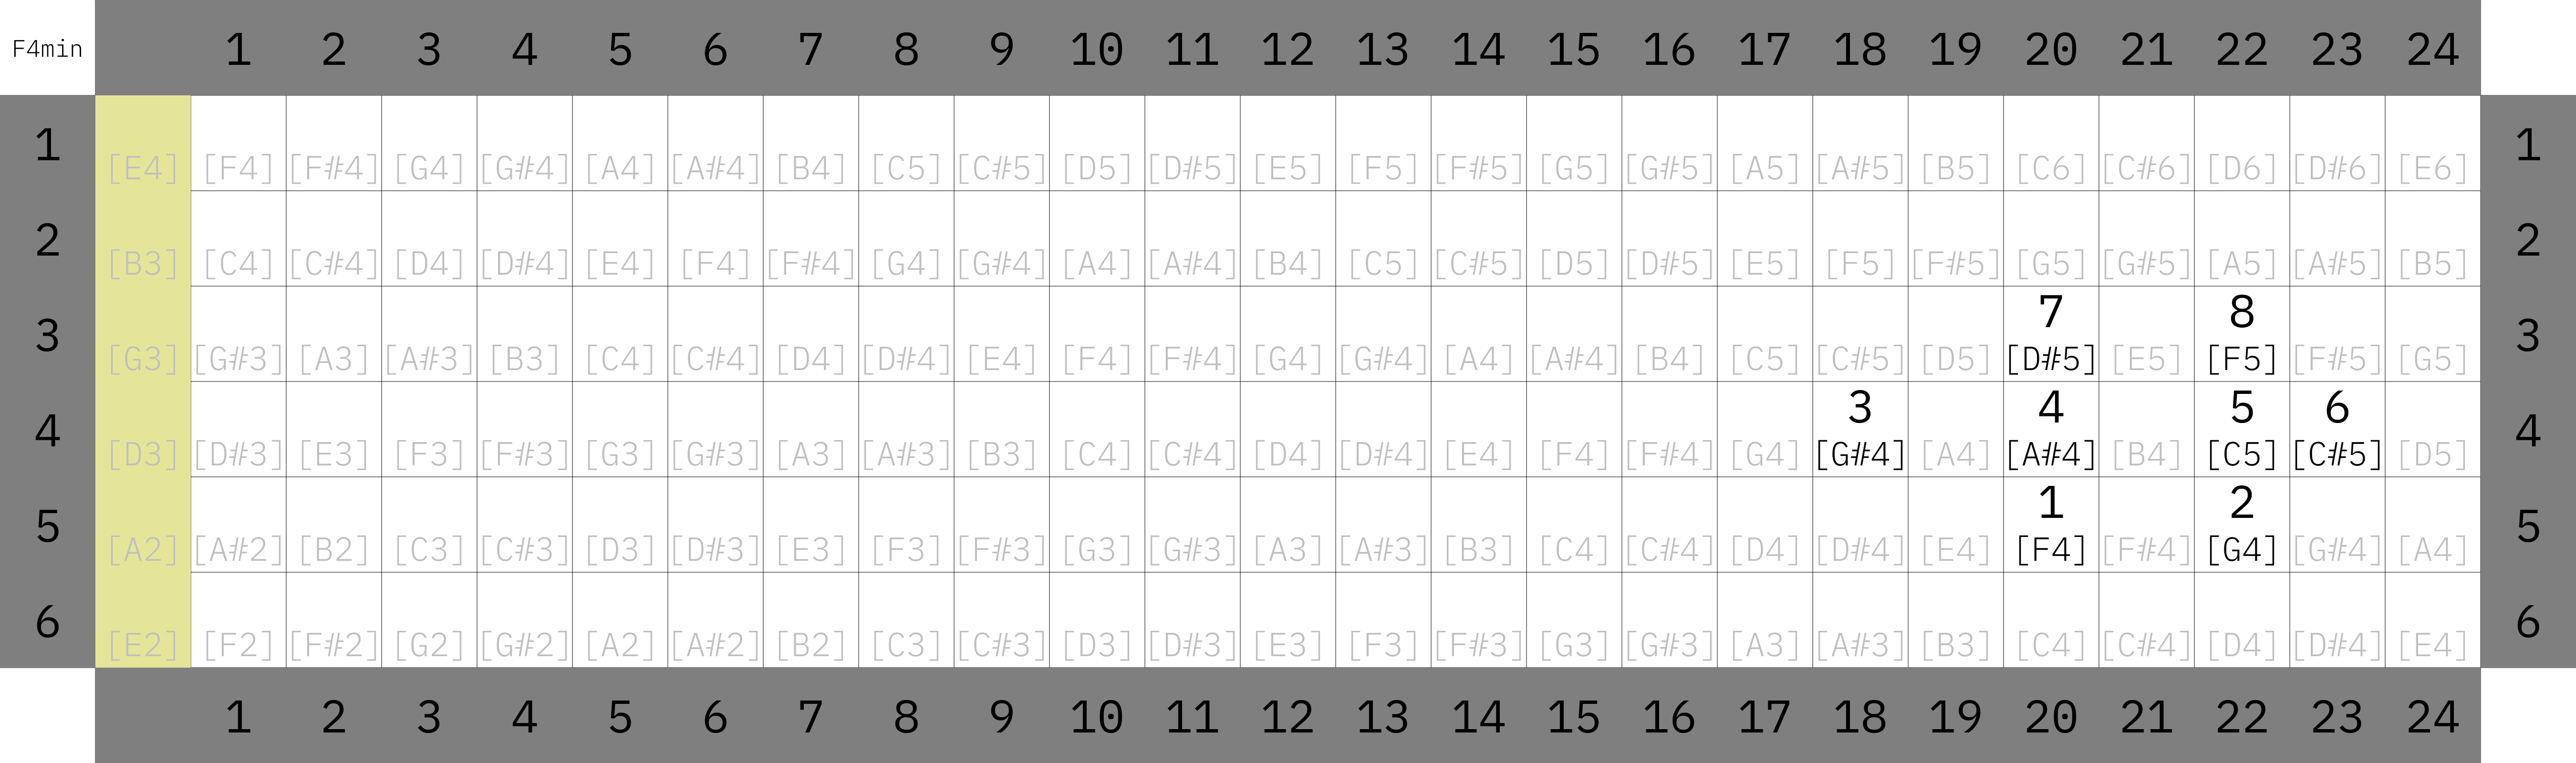 F4min 1 2 3 4 5 6 7 8 9 10 11 12 13 14 15 16 17 18 19 20 21 22 23 24
1 [E4] [F4] [F#4] [G4] [G#4] [A4] [A#4] [B4] [C5] [C#5] [D5] [D#5] [E5] [F5] [F#5] [G5] [G#5] [A5] [A#5] [B5] [C6] [C#6] [D6] [D#6] [E6] 1
2 [B3] [C4] [C#4] [D4] [D#4] [E4] [F4] [F#4] [G4] [G#4] [A4] [A#4] [B4] [C5] [C#5] [D5] [D#5] [E5] [F5] [F#5] [G5] [G#5] [A5] [A#5] [B5] 2
7 8
3 [G3] [G#3] [A3] [A#3] [B3] [C4] [C#4] [D4] [D#4] [E4] [F4] [F#4] [G4] [G#4] [A4] [A#4] [B4] [C5] [C#5] [D5] [D#5] [E5] [F5] [F#5] [G5] 3
3 4 5 6
4 [D3] [D#3] [E3] [F3] [F#3] [G3] [G#3] [A3] [A#3] [B3] [C4] [C#4] [D4] [D#4] [E4] [F4] [F#4] [G4] [G#4] [A4] [A#4] [B4] [C5] [C#5] [D5] 4
1 2
5 [A2] [A#2] [B2] [C3] [C#3] [D3] [D#3] [E3] [F3] [F#3] [G3] [G#3] [A3] [A#3] [B3] [C4] [C#4] [D4] [D#4] [E4] [F4] [F#4] [G4] [G#4] [A4] 5
6 [E2] [F2] [F#2] [G2] [G#2] [A2] [A#2] [B2] [C3] [C#3] [D3] [D#3] [E3] [F3] [F#3] [G3] [G#3] [A3] [A#3] [B3] [C4] [C#4] [D4] [D#4] [E4] 6
1 2 3 4 5 6 7 8 9 10 11 12 13 14 15 16 17 18 19 20 21 22 23 24